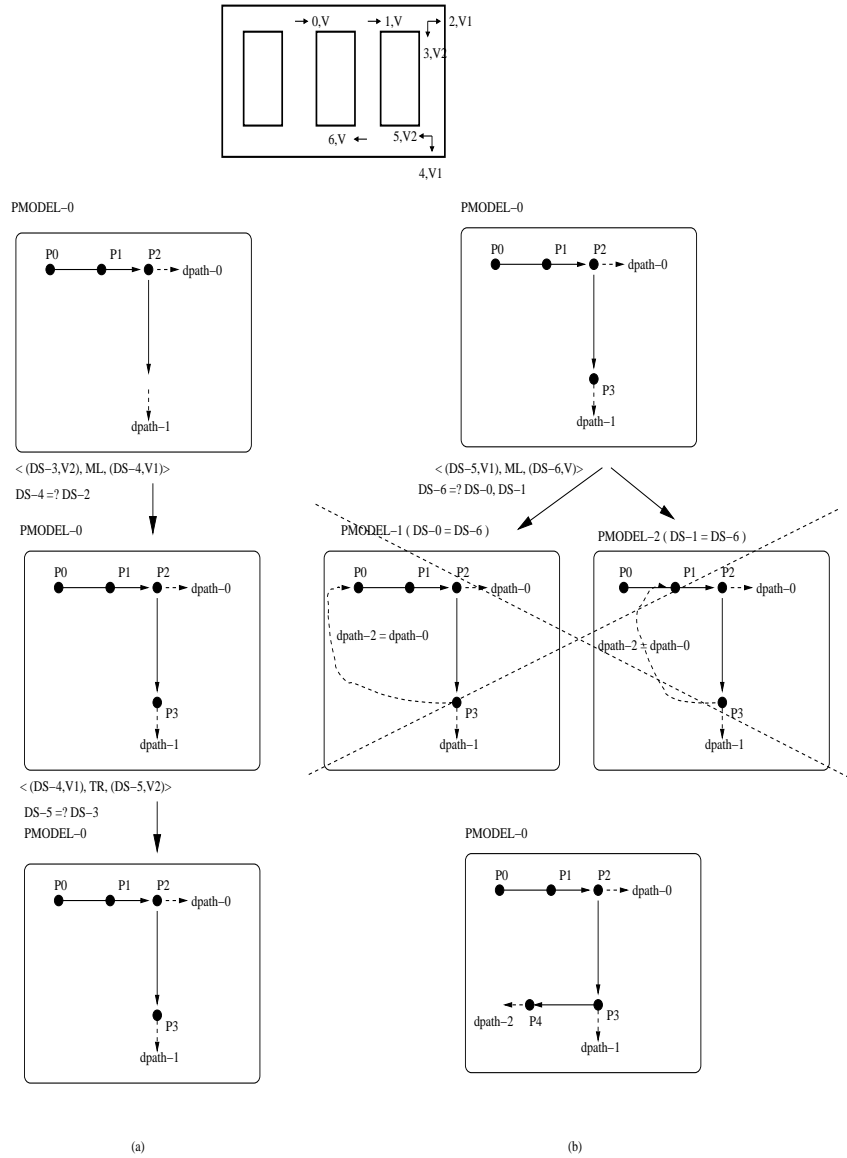 0,V 1,V 2,V1
3,V2
6,V 5,V2
4,V1
PMODEL–0
P0 P1 P2
dpath–0
dpath–1
< (DS–3,V2), ML, (DS–4,V1)>
DS–4 =? DS–2
PMODEL–0
P0 P1 P2
dpath–0
P3
dpath–1
< (DS–4,V1), TR, (DS–5,V2)>
DS–5 =? DS–3
PMODEL–0
P0 P1 P2
dpath–0
P3
dpath–1
(a)
PMODEL–0
P0 P1 P2
dpath–0
P3
dpath–1
< (DS–5,V1), ML, (DS–6,V)>
DS–6 =? DS–0, DS–1
PMODEL–1 ( DS–0 = DS–6 )
P0 P1 P2
dpath–0
dpath–2 = dpath–0
P3
dpath–1
PMODEL–2 ( DS–1 = DS–6 )
P0 P1 P2
dpath–0
dpath–2 = dpath–0
P3
dpath–1
PMODEL–0
P0 P1 P2
dpath–0
dpath–2 P4 P3
dpath–1
(b)